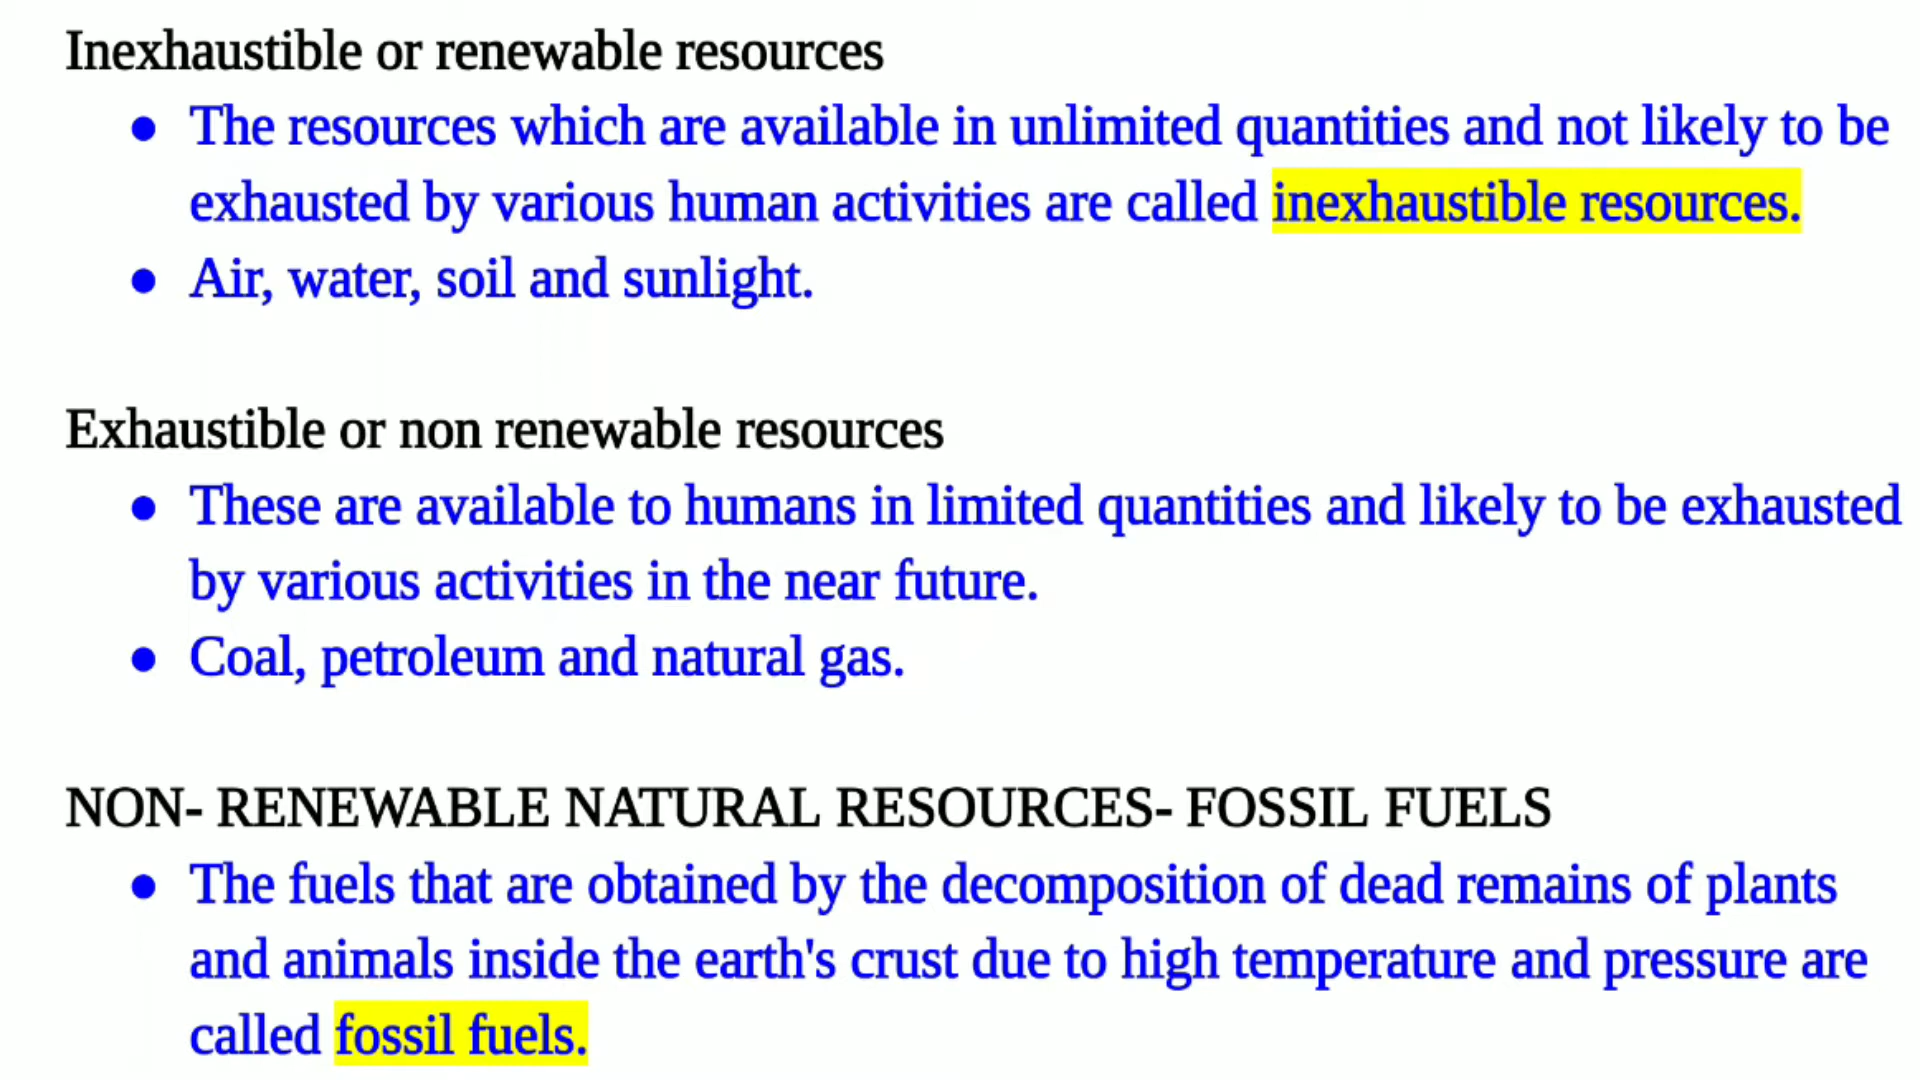 Inexhaustible or renewable resources
● The resources which are available in unlimited quantities and not likely to be
exhausted by various human activities are called inexhaustible resources.
● Air, water, soil and sunlight.
Exhaustible or non renewable resources
● These are available to humans in limited quantities and likely to be exhausted
by various activities in the near future.
● Coal, petroleum and natural gas.
NON- RENEWABLE NATURAL RESOURCES- FOSSIL FUELS
● The fuels that are obtained by the decomposition of dead remains of plants
and animals inside the earth's crust due to high temperature and pressure are
called fossil fuels.